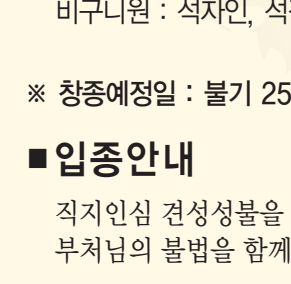 비구니원 : 석자인, 석
※ 창종예정일 : 불기 25
■ 입종안내
직지인심 견성성불을
부처님의 불법을 함께